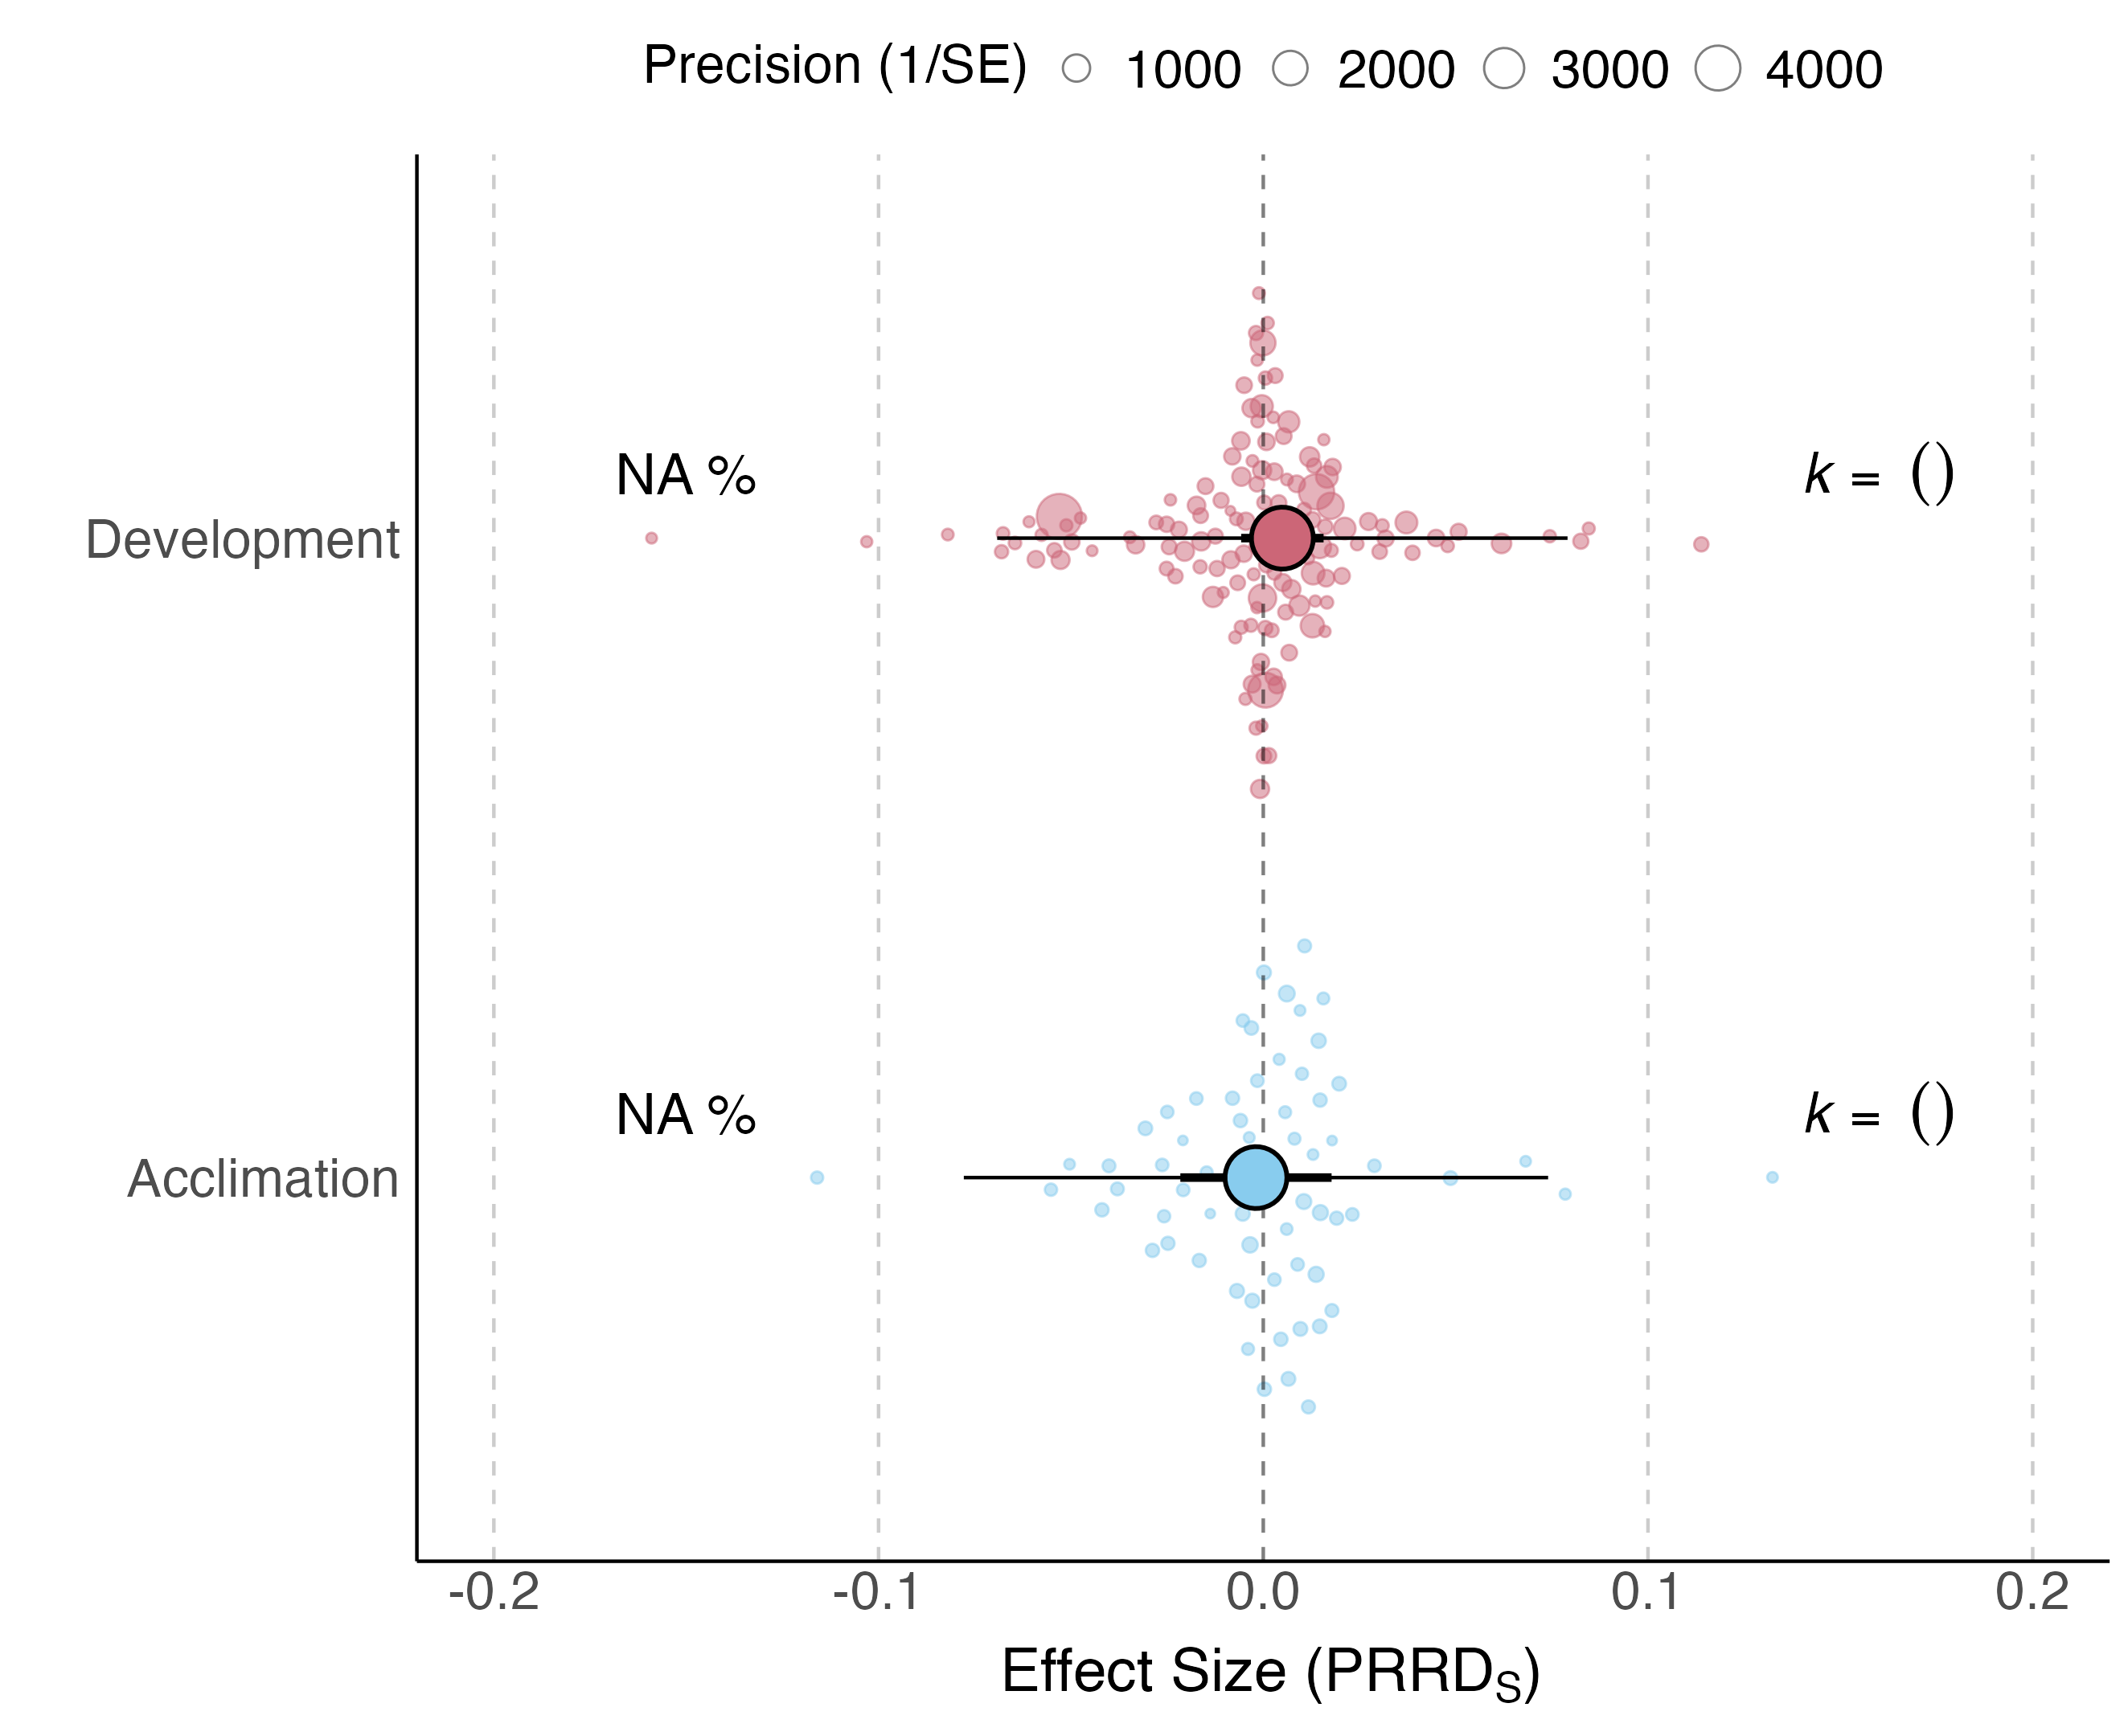 Precision (1/SE) 1000 2000 3000 4000
NA %
k = ()
Development
NA %
k = ()
Acclimation
-0.2 -0.1 0.0 0.1 0.2
Effect Size (PRRDS)